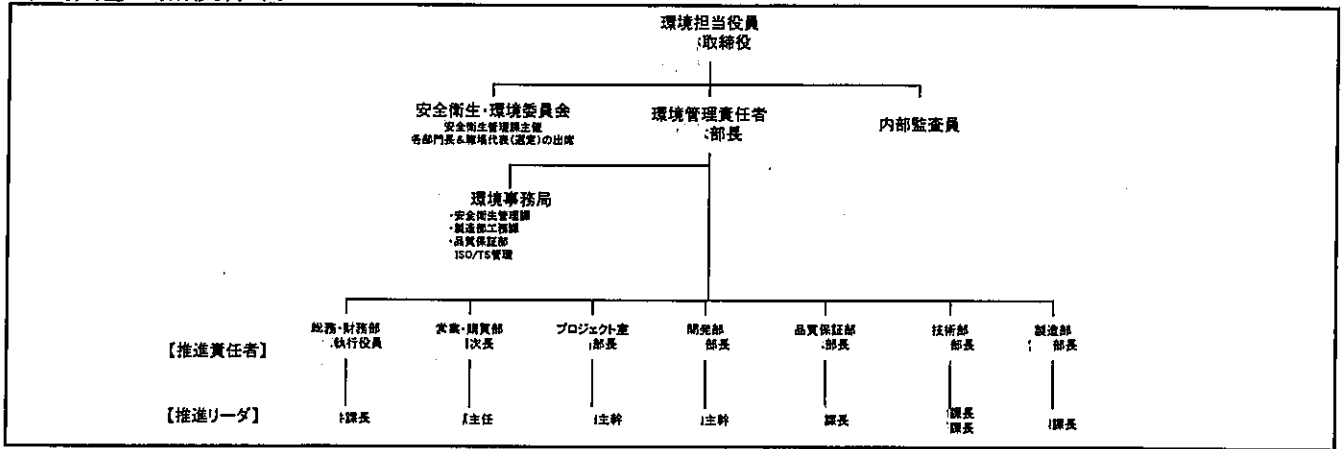 環境担当役員
取締役
安全衛生・環境委員会
安全衛生管理課主催
各部門長&職場代表(選定)の出席
環境管理責任者
部長
内部監査員
環境事務局
・安全衛生管理課
・製造部工務課
・品質保証部
ISO/TS管理
【推進責任者】
総務・財務部
執行役員
営業・購買部
次長
プロジェクト室
部長
開発部
部長
品質保証部
部長
技術部
部長
製造部
部長
【推進リーダ】
課長
主任
主幹
主幹
課長
課長
課長
課長